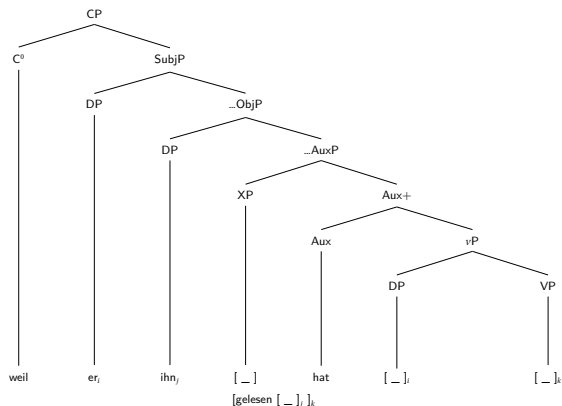 CP
C⁰ SubjP
DP ...ObjP
DP ...AuxP
XP Aux+
Aux vP
DP VP
weil erᵢ ihnⱼ [ _ ] hat [ _ ]ᵢ [ _ ]ₖ
[gelesen [ _ ]ⱼ ]ₖ